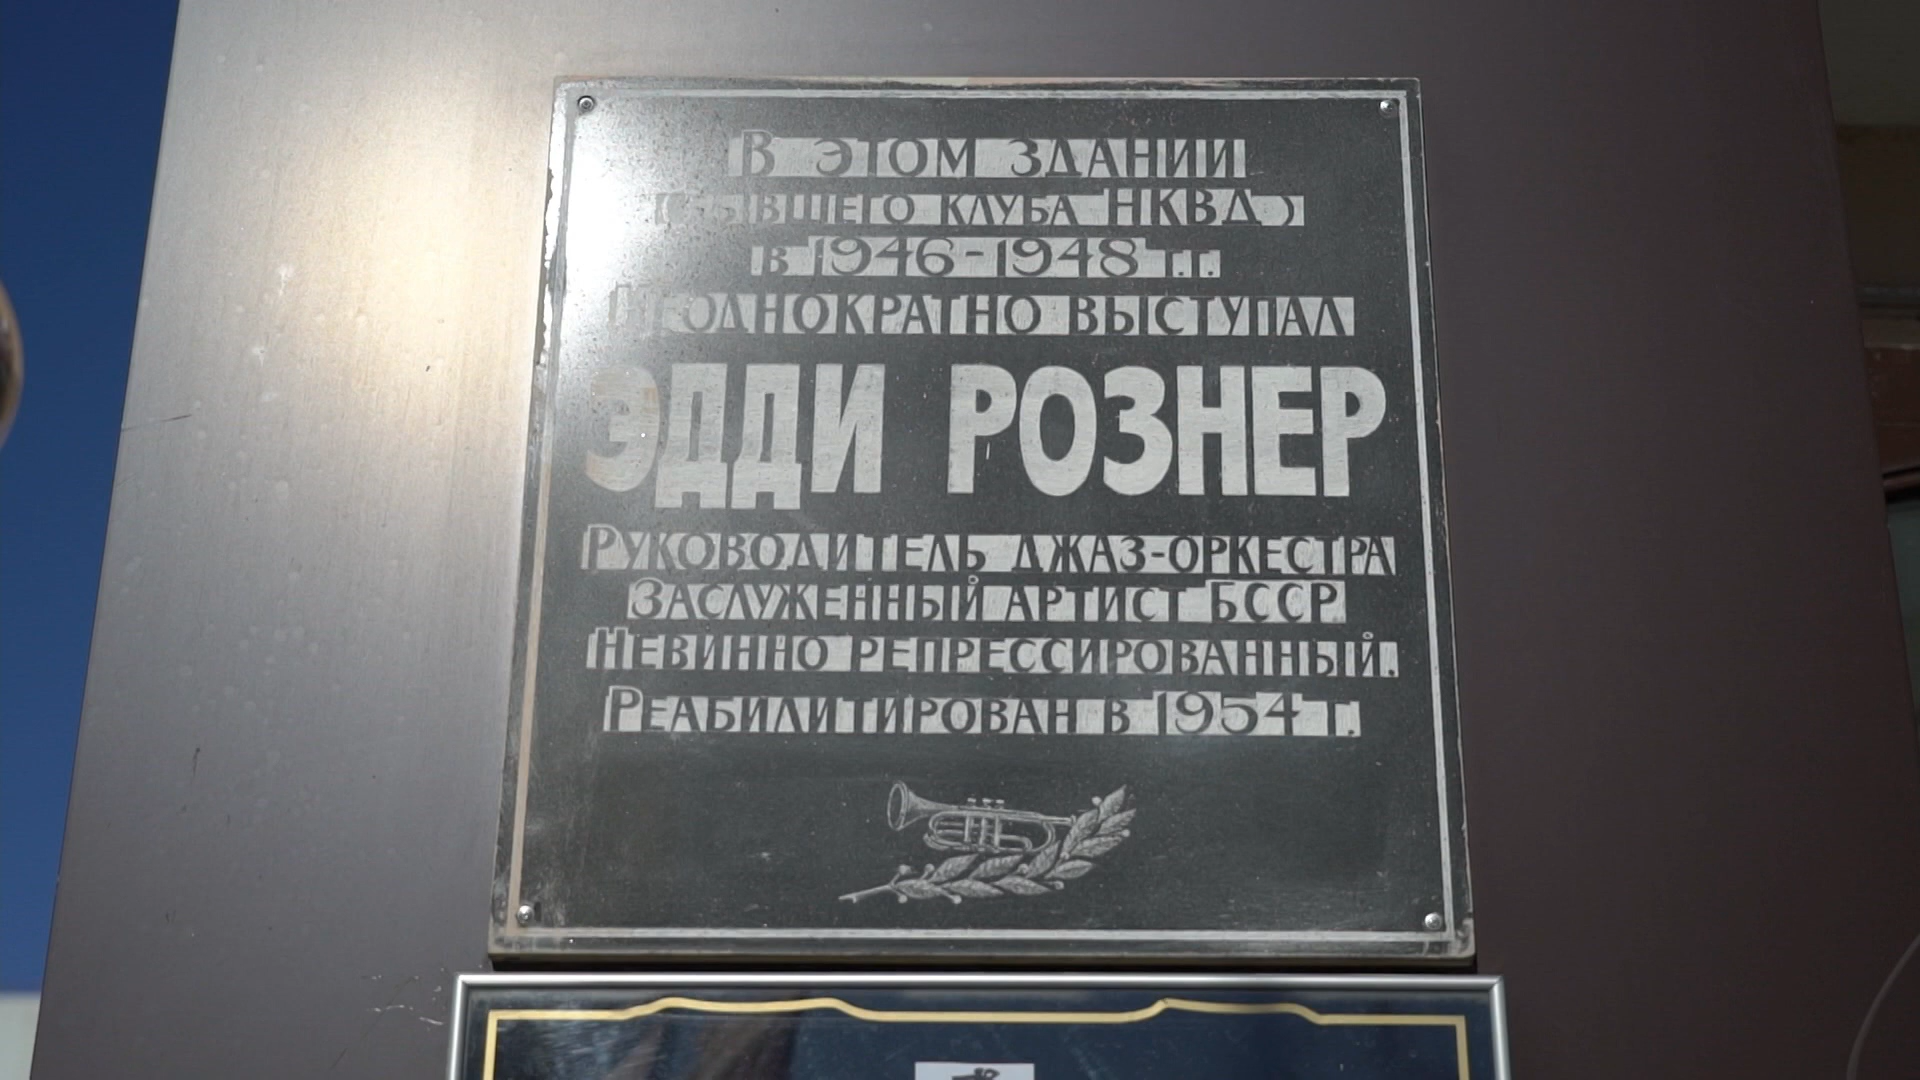 В ЭТОМ ЗДАНИИ
(БЫВШЕГО КЛУБА НКВД)
В 1946-1948 г.г.
НЕОДНОКРАТНО ВЫСТУПАЛ
ЭДДИ РОЗНЕР
РУКОВОДИТЕЛЬ ДЖАЗ-ОРКЕСТРА
ЗАСЛУЖЕННЫЙ АРТИСТ БССР
НЕВИННО РЕПРЕССИРОВАННЫЙ.
РЕАБИЛИТИРОВАН В 1954 г.